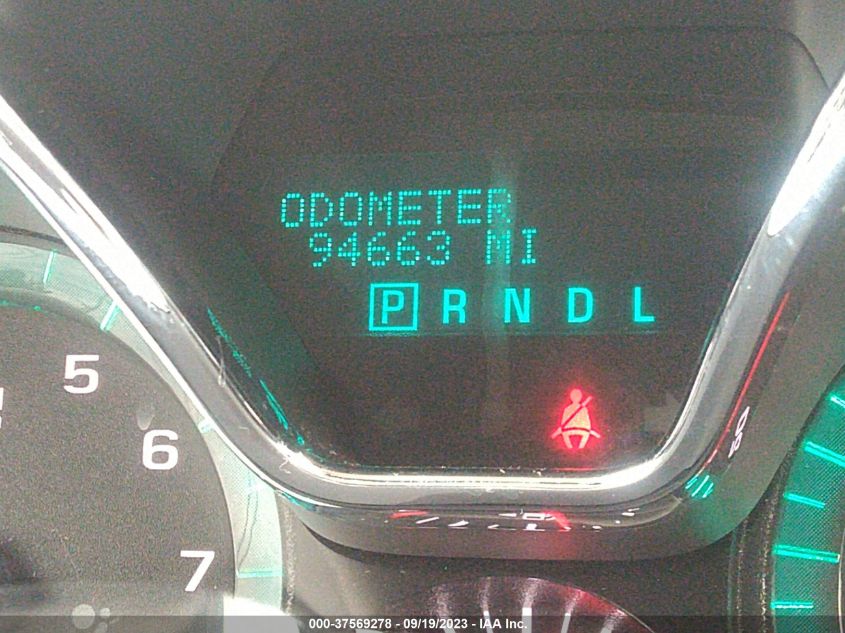 ODOMETER
94663 MI
P R N D L
5
6
7
000-37569278 - 09/19/2023 - IAA Inc.